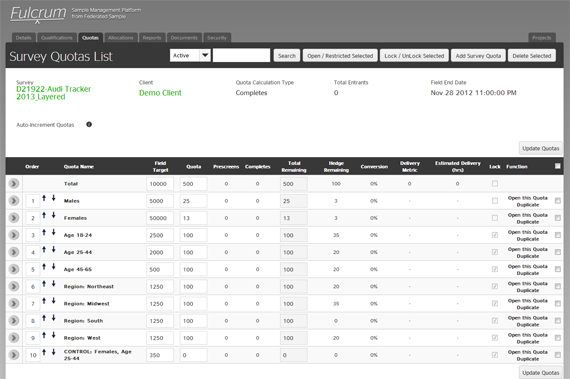 Fulcrum
Sample Management Platform
from Federated Sample
Details Qualifications Quotas Allocations Reports Documents Security Projects
Survey Quotas List Active Search Open / Restricted Selected Lock / UnLock Selected Add Survey Quota Delete Selected
Survey Client Quota Calculation Type Total Entrants Field End Date
D21922-Audi Tracker
2013_Layered Demo Client Completes 0 Nov 28 2012 11:00:00 PM
Auto-Increment Quotas
Update Quotas
Order Quota Name Field Target Quota Prescreens Completes Total Remaining Hedge Remaining Conversion Delivery Metric Estimated Delivery (hrs) Lock Function
Total 10000 500 0 0 500 100 0% 0 0
1 Males 5000 25 0 0 25 3 0% - - Open this Quota Duplicate
2 Females 50000 13 0 0 13 3 0% - - Open this Quota Duplicate
3 Age 18-24 2500 100 0 0 100 35 0% - - Open this Quota Duplicate
4 Age 25-44 2000 100 0 0 100 20 0% - - Open this Quota Duplicate
5 Age 45-65 500 100 0 0 100 20 0% - - Open this Quota Duplicate
6 Region: Northeast 1250 100 0 0 100 20 0% - - Open this Quota Duplicate
7 Region: Midwest 1250 100 0 0 100 35 0% - - Open this Quota Duplicate
8 Region: South 1250 100 0 0 100 0 0% - - Open this Quota Duplicate
9 Region: West 1250 100 0 0 100 20 0% - - Open this Quota Duplicate
10 CONTROL: Females, Age 25-44 350 0 0 0 0 0 0% - - Open this Quota Duplicate
Update Quotas